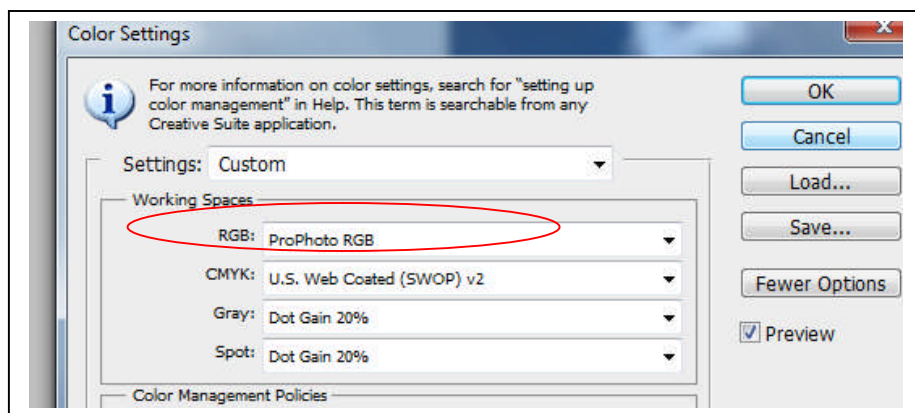 Color Settings
For more information on color settings, search for "setting up
color management" in Help. This term is searchable from any
Creative Suite application.
OK
Cancel
Settings: Custom
Load...
Working Spaces
Save...
RGB: ProPhoto RGB
CMYK: U.S. Web Coated (SWOP) v2
Fewer Options
Gray: Dot Gain 20%
Preview
Spot: Dot Gain 20%
Color Management Policies